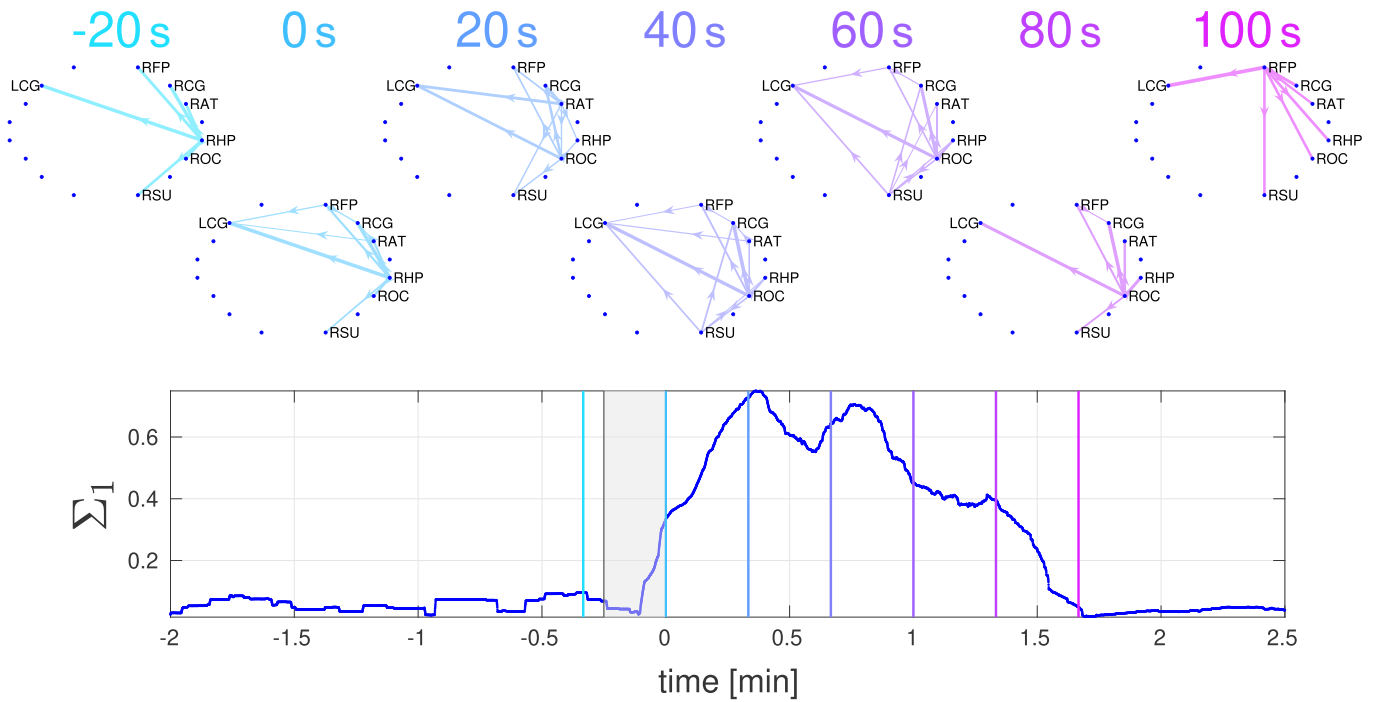 -20 s 0 s 20 s 40 s 60 s 80 s 100 s
RFP
LCG
RCG
RAT
RHP
ROC
RSU
RFP
LCG
RCG
RAT
RHP
ROC
RSU
RFP
LCG
RCG
RAT
RHP
ROC
RSU
RFP
LCG
RCG
RAT
RHP
ROC
RSU
RFP
LCG
RCG
RAT
RHP
ROC
RSU
RFP
LCG
RCG
RAT
RHP
ROC
RSU
RFP
LCG
RCG
RAT
RHP
ROC
RSU
Σ1
0.6
0.4
0.2
-2 -1.5 -1 -0.5 0 0.5 1 1.5 2 2.5
time [min]